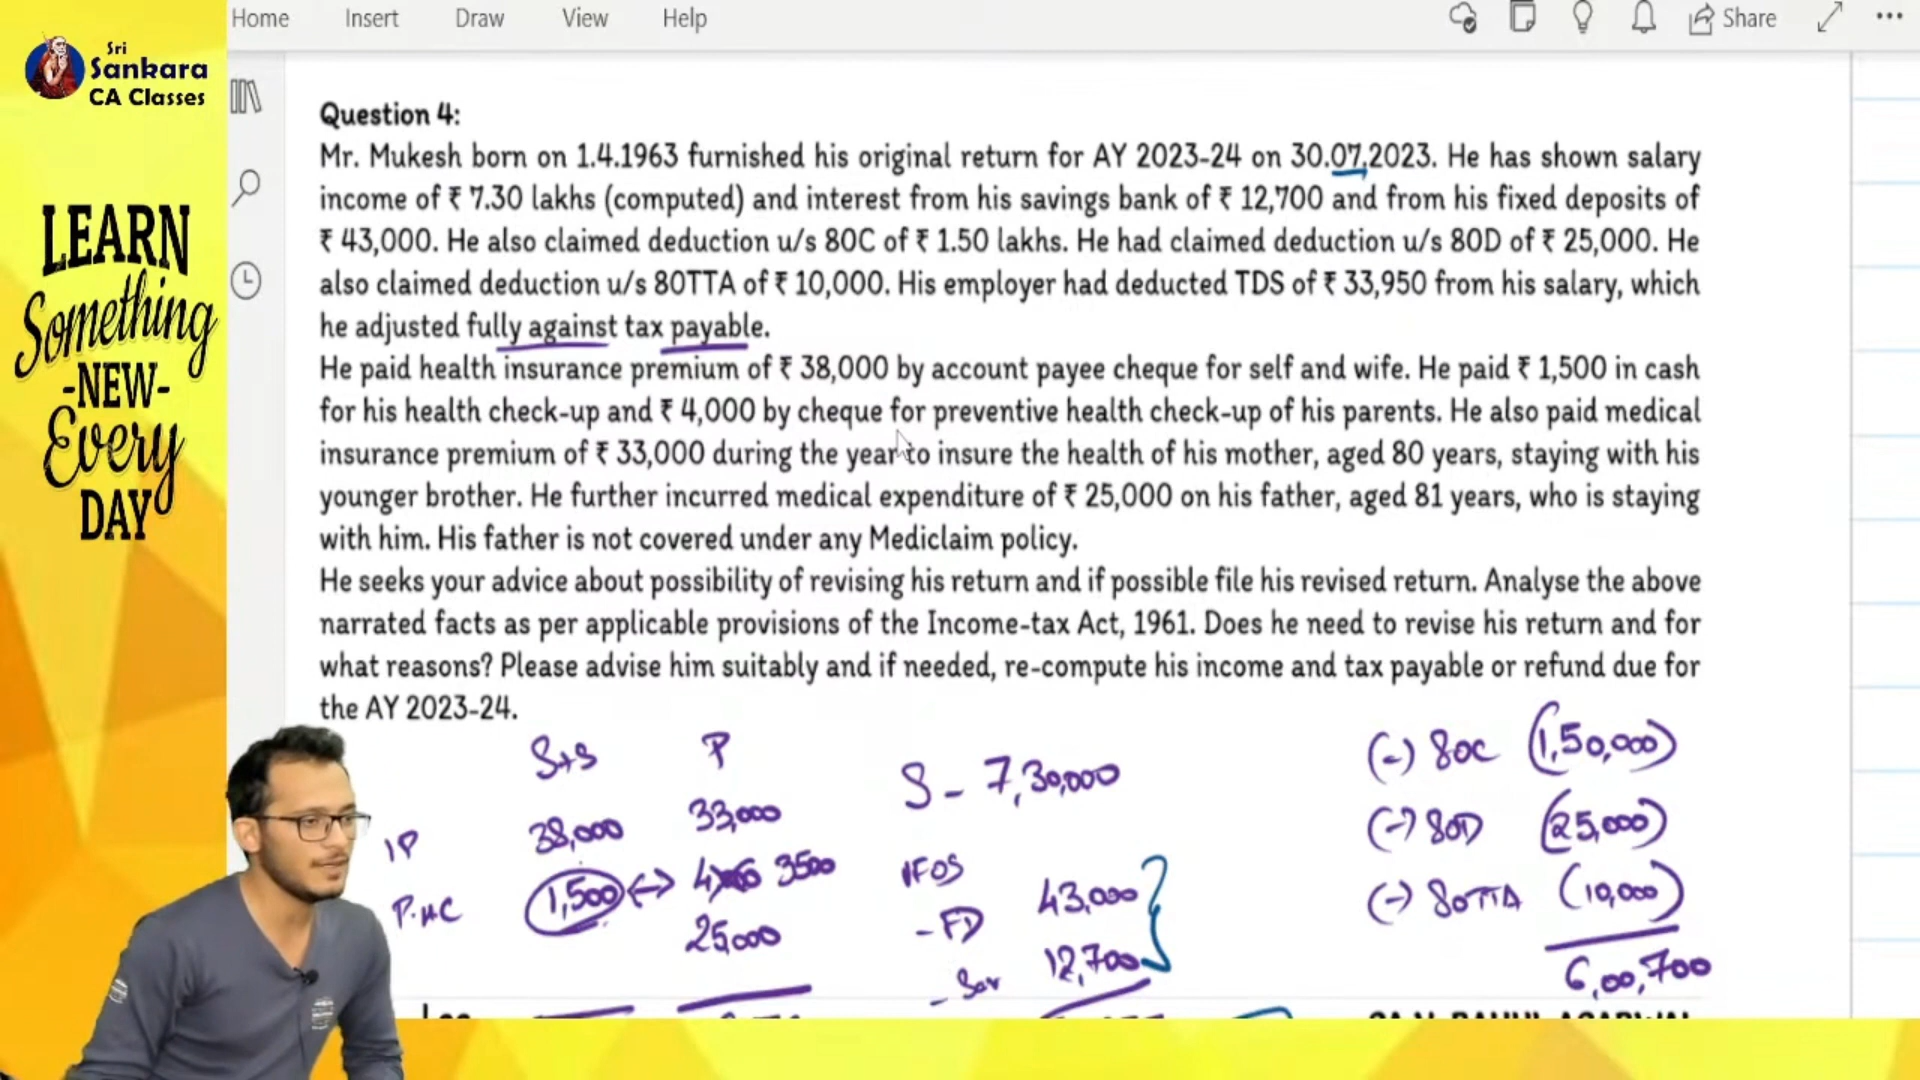 Home Insert Draw View Help Share
Sri
Sankara
CA Classes
LEARN
Something
-NEW-
Every
DAY
Question 4:
Mr. Mukesh born on 1.4.1963 furnished his original return for AY 2023-24 on 30.07.2023. He has shown salary
income of ₹ 7.30 lakhs (computed) and interest from his savings bank of ₹ 12,700 and from his fixed deposits of
₹ 43,000. He also claimed deduction u/s 80C of ₹ 1.50 lakhs. He had claimed deduction u/s 80D of ₹ 25,000. He
also claimed deduction u/s 80TTA of ₹ 10,000. His employer had deducted TDS of ₹ 33,950 from his salary, which
he adjusted fully against tax payable.
He paid health insurance premium of ₹ 38,000 by account payee cheque for self and wife. He paid ₹ 1,500 in cash
for his health check-up and ₹ 4,000 by cheque for preventive health check-up of his parents. He also paid medical
insurance premium of ₹ 33,000 during the year to insure the health of his mother, aged 80 years, staying with his
younger brother. He further incurred medical expenditure of ₹ 25,000 on his father, aged 81 years, who is staying
with him. His father is not covered under any Mediclaim policy.
He seeks your advice about possibility of revising his return and if possible file his revised return. Analyse the above
narrated facts as per applicable provisions of the Income-tax Act, 1961. Does he need to revise his return and for
what reasons? Please advise him suitably and if needed, re-compute his income and tax payable or refund due for
the AY 2023-24.
S+S P
IP 38,000 33,000
P.HC 1,500 ↔ 3500
25,000
S - 7,30,000
IFOS
- FD 43,000
- Sav 12,700
(-) 80C (1,50,000)
(-) 80D (25,000)
(-) 80TTA (10,000)
6,00,700